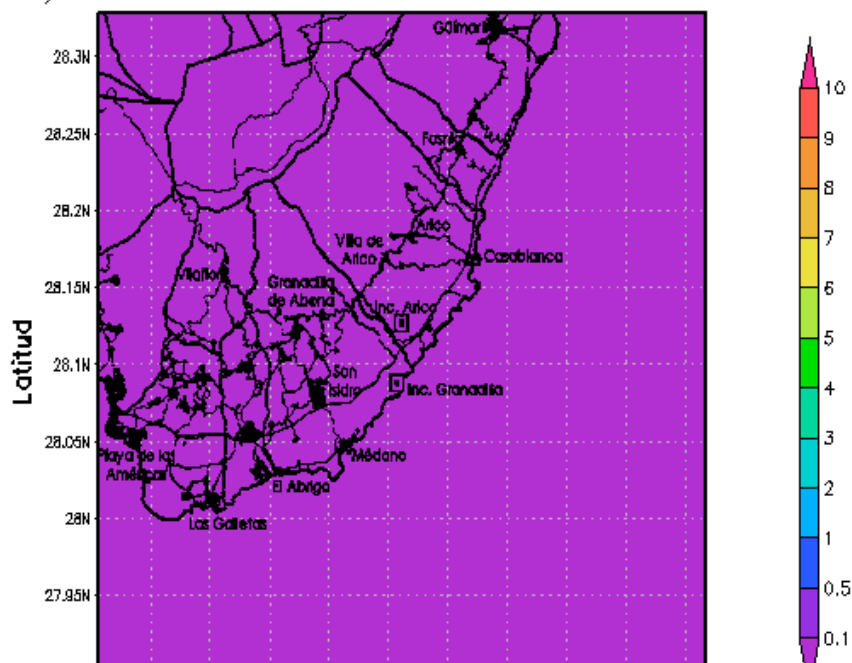 Güimar
28.3N
28.25N
Fasnia
28.2N
Arico
Villa de
Arico
Casablanca
Vilaflor
Granadilla
de Abona
28.15N
Inc. Arico
28.1N
San
Isidro
Inc. Granadilla
28.05N
Playa de las
Américas
Médano
El Abrigo
28N
Los Galletas
27.95N
Latitud
10
9
8
7
6
5
4
3
2
1
0.5
0.1